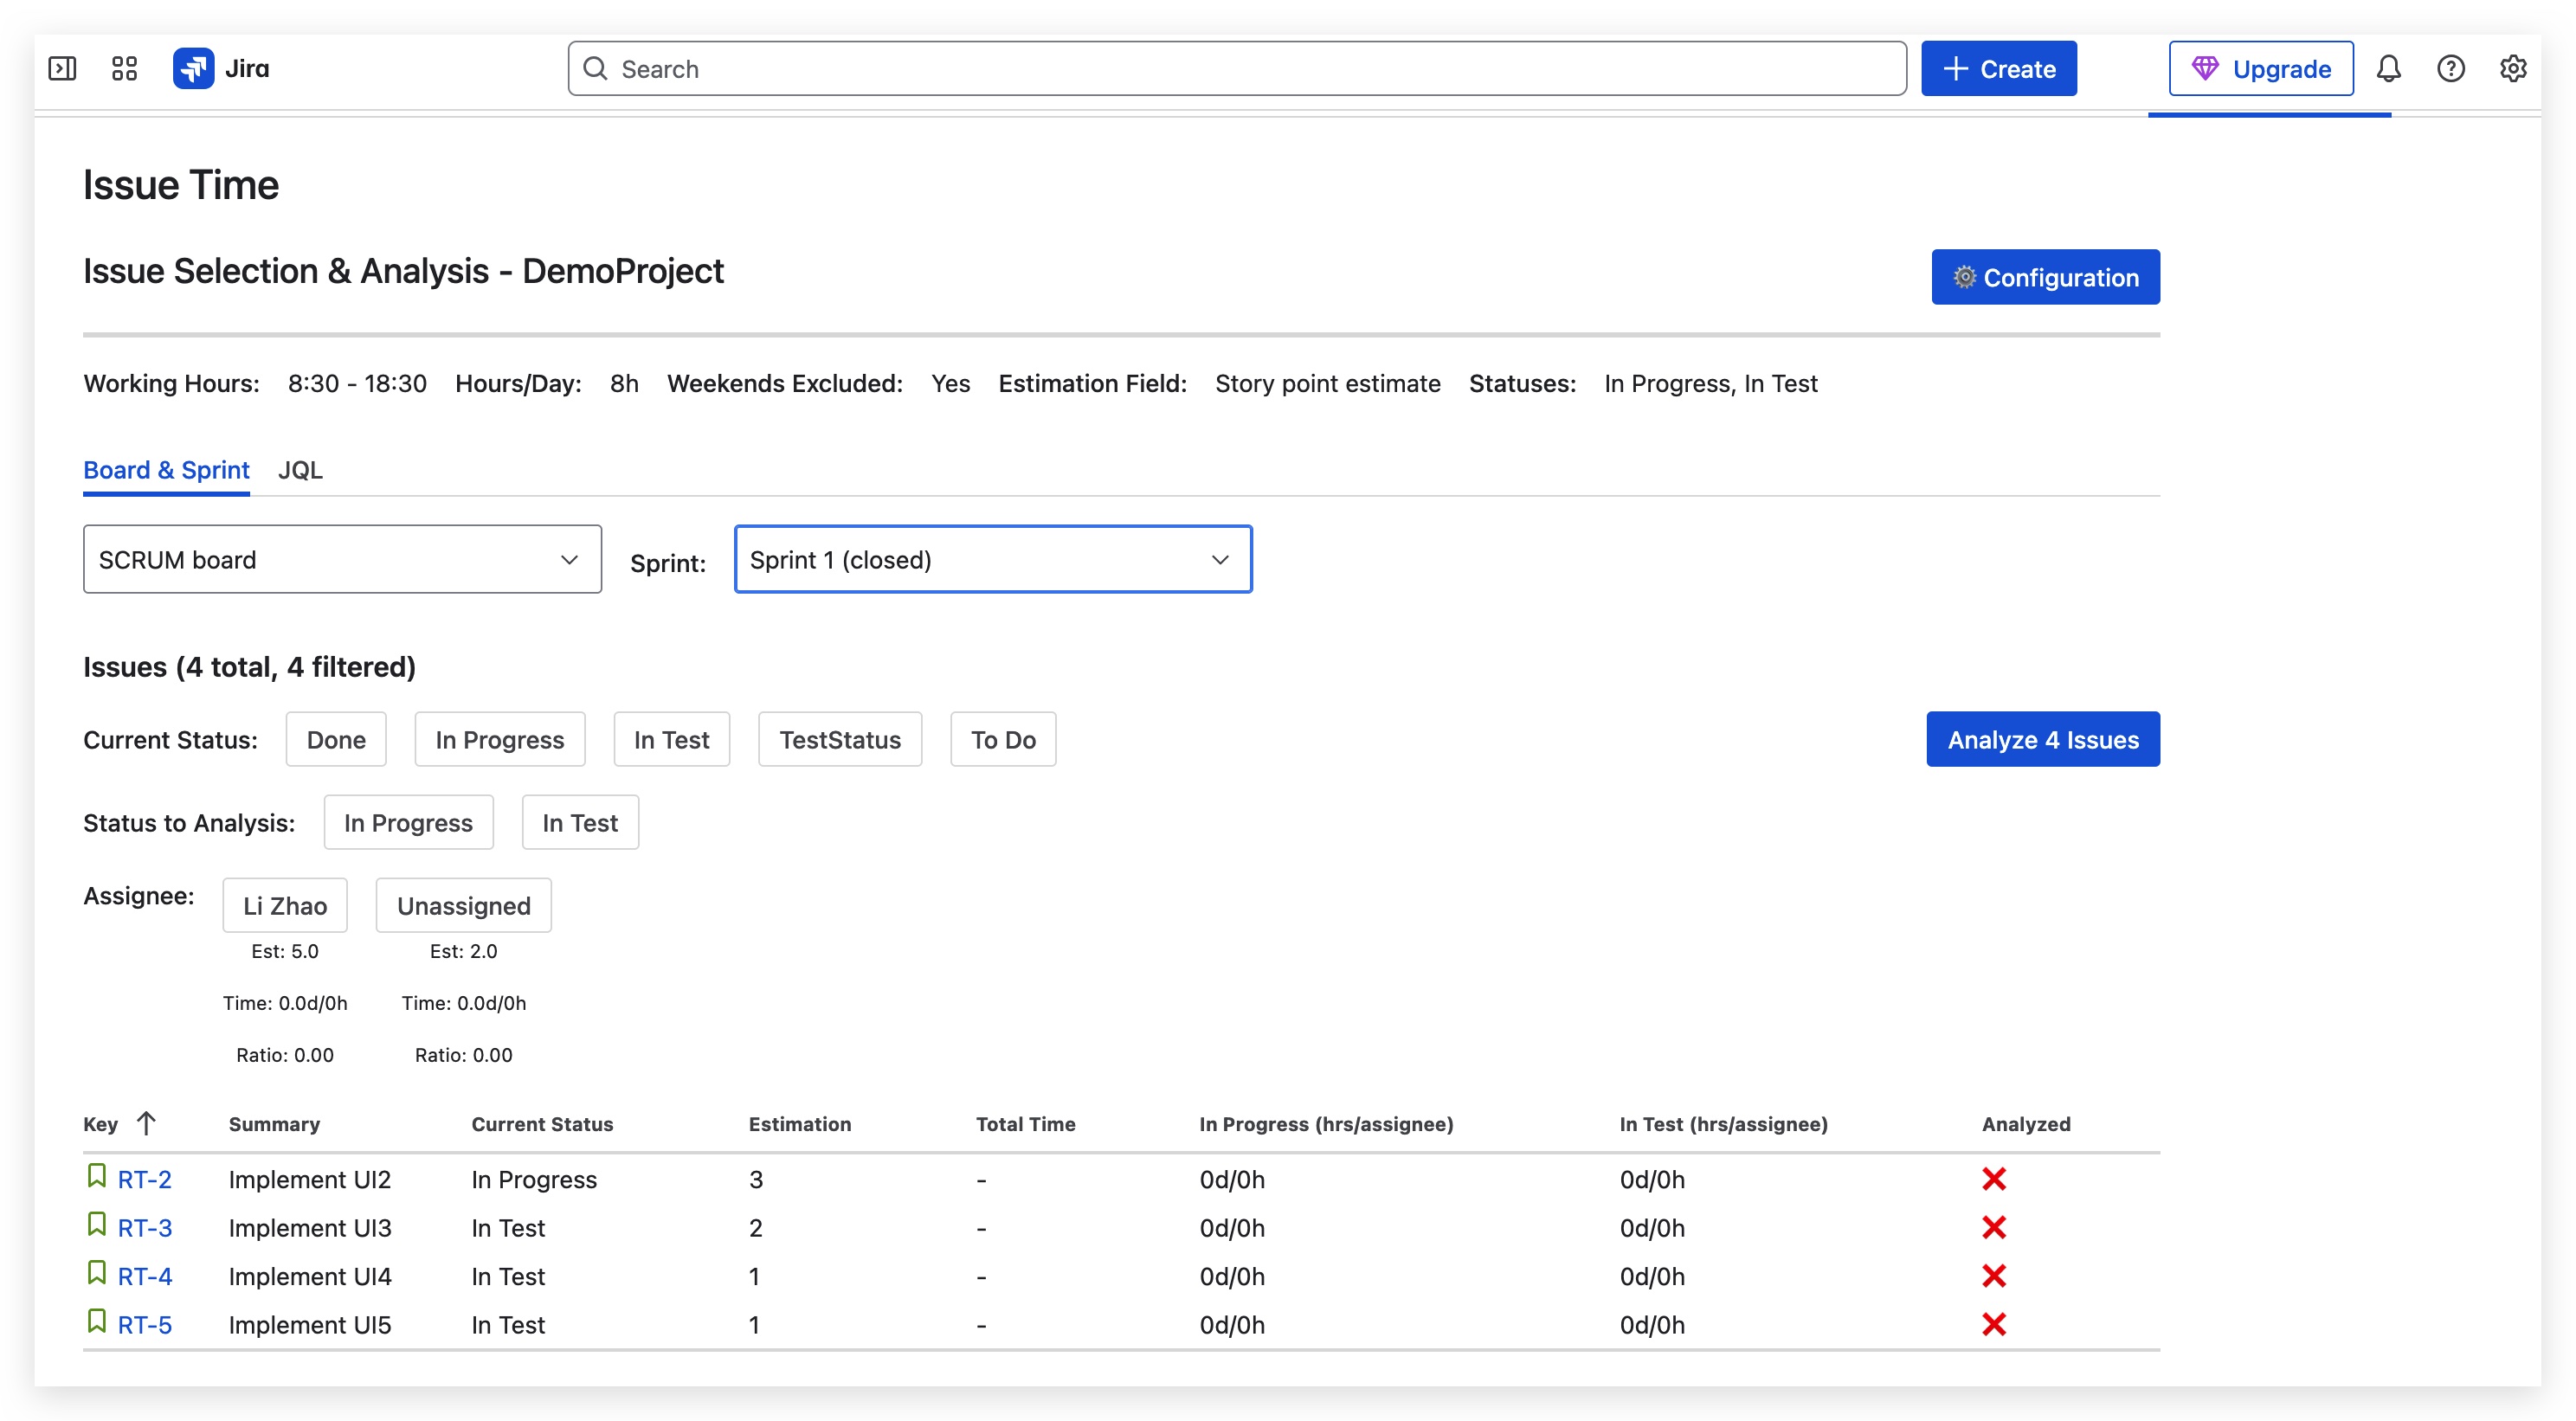 Jira Search Create Upgrade
Issue Time
Issue Selection & Analysis - DemoProject Configuration
Working Hours: 8:30 - 18:30 Hours/Day: 8h Weekends Excluded: Yes Estimation Field: Story point estimate Statuses: In Progress, In Test
Board & Sprint JQL
SCRUM board Sprint: Sprint 1 (closed)
Issues (4 total, 4 filtered)
Current Status: Done In Progress In Test TestStatus To Do Analyze 4 Issues
Status to Analysis: In Progress In Test
Assignee: Li Zhao Unassigned
Est: 5.0 Est: 2.0
Time: 0.0d/0h Time: 0.0d/0h
Ratio: 0.00 Ratio: 0.00
Key Summary Current Status Estimation Total Time In Progress (hrs/assignee) In Test (hrs/assignee) Analyzed
RT-2 Implement UI2 In Progress 3 - 0d/0h 0d/0h
RT-3 Implement UI3 In Test 2 - 0d/0h 0d/0h
RT-4 Implement UI4 In Test 1 - 0d/0h 0d/0h
RT-5 Implement UI5 In Test 1 - 0d/0h 0d/0h